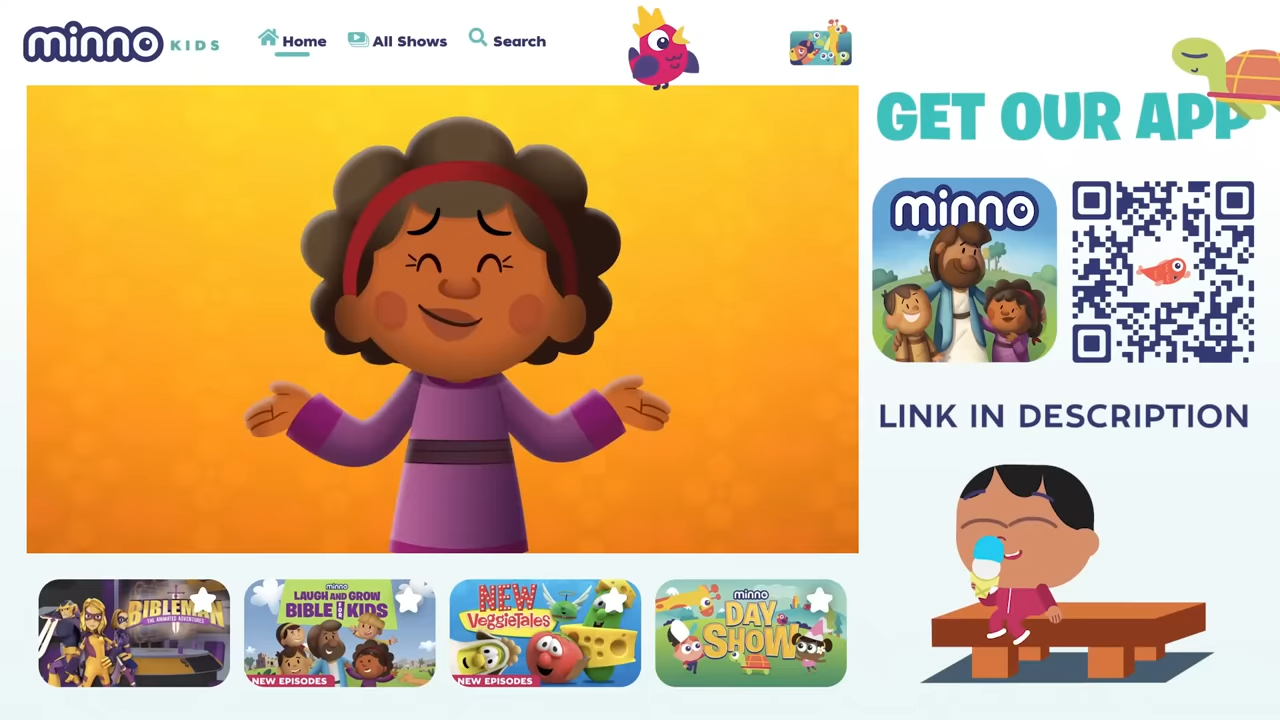 minno KIDS
Home
All Shows
Search
GET OUR APP
minno
LINK IN DESCRIPTION
BIBLEMAN
THE ANIMATED ADVENTURES
minno
LAUGH AND GROW
BIBLE FOR KIDS
NEW EPISODES
NEW
VeggieTales
NEW EPISODES
minno
DAY
SHOW